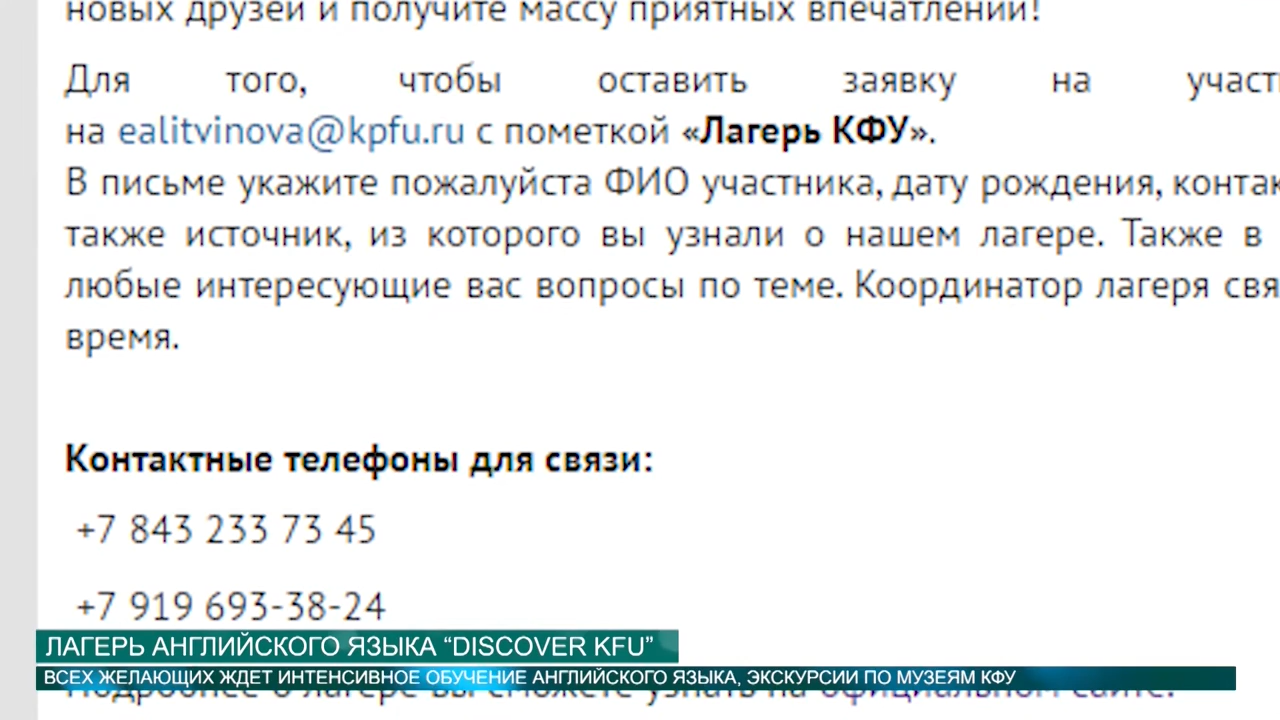 новых друзей и получите массу приятных впечатлений!
Для того, чтобы оставить заявку на
на ealitvinova@kpfu.ru с пометкой «Лагерь КФУ».
В письме укажите пожалуйста ФИО участника, дату рождения,
также источник, из которого вы узнали о нашем лагере. Также в
любые интересующие вас вопросы по теме. Координатор лагеря
время.
Контактные телефоны для связи:
+7 843 233 73 45
+7 919 693-38-24
ЛАГЕРЬ АНГЛИЙСКОГО ЯЗЫКА “DISCOVER KFU”
ВСЕХ ЖЕЛАЮЩИХ ЖДЕТ ИНТЕНСИВНОЕ ОБУЧЕНИЕ АНГЛИЙСКОГО ЯЗЫКА, ЭКСКУРСИИ ПО МУЗЕЯМ КФУ